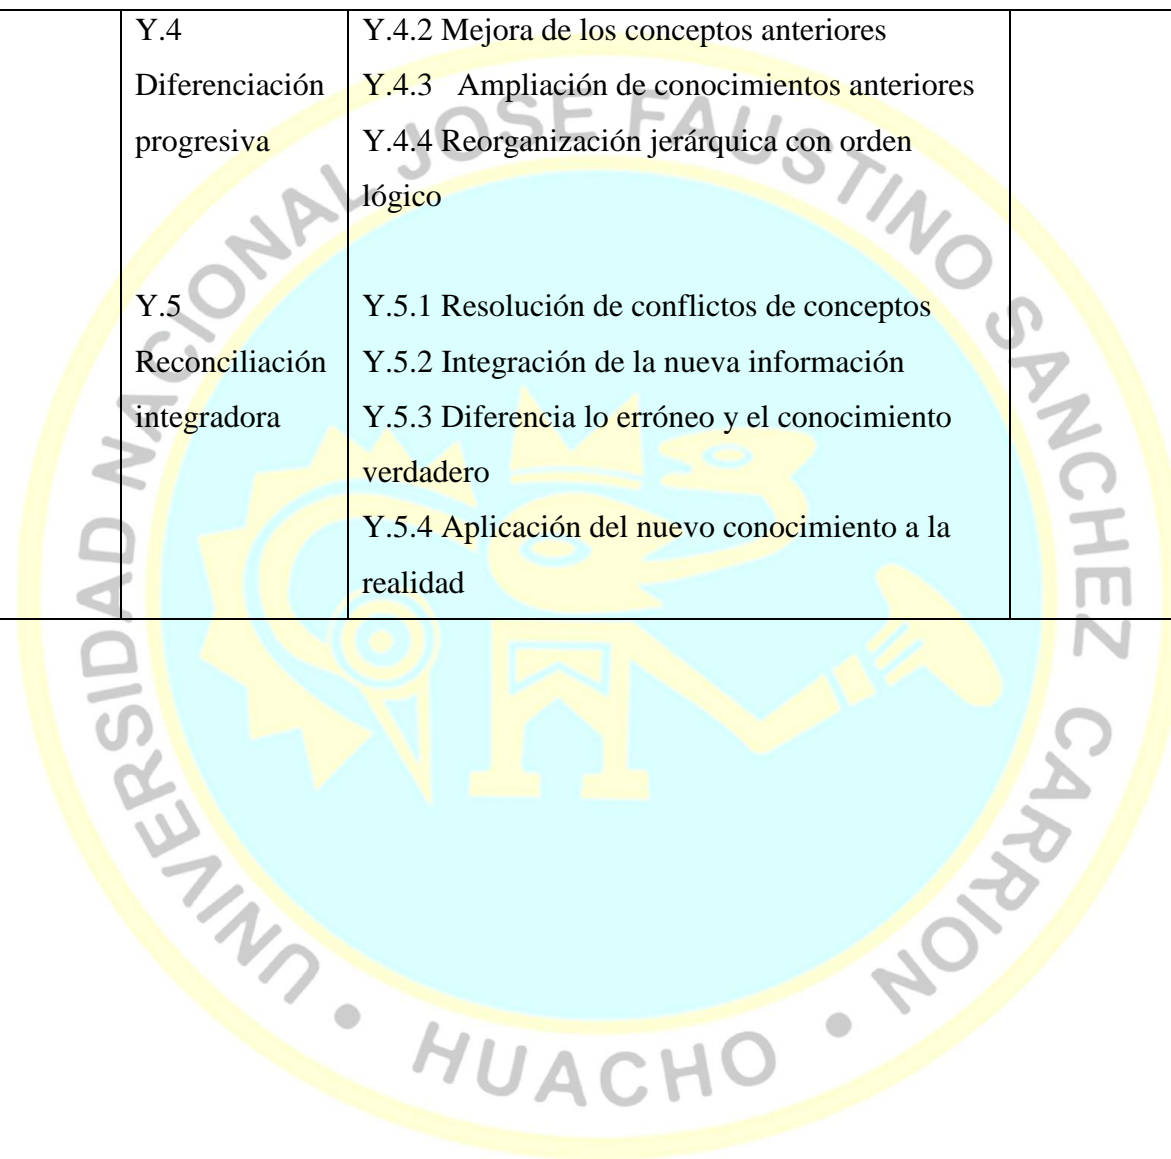 Y.4
Diferenciación
progresiva
Y.4.2 Mejora de los conceptos anteriores
Y.4.3 Ampliación de conocimientos anteriores
Y.4.4 Reorganización jerárquica con orden
lógico
Y.5
Reconciliación
integradora
Y.5.1 Resolución de conflictos de conceptos
Y.5.2 Integración de la nueva información
Y.5.3 Diferencia lo erróneo y el conocimiento
verdadero
Y.5.4 Aplicación del nuevo conocimiento a la
realidad
UNIVERSIDAD NACIONAL JOSE FAUSTINO SANCHEZ CARRION
• HUACHO •